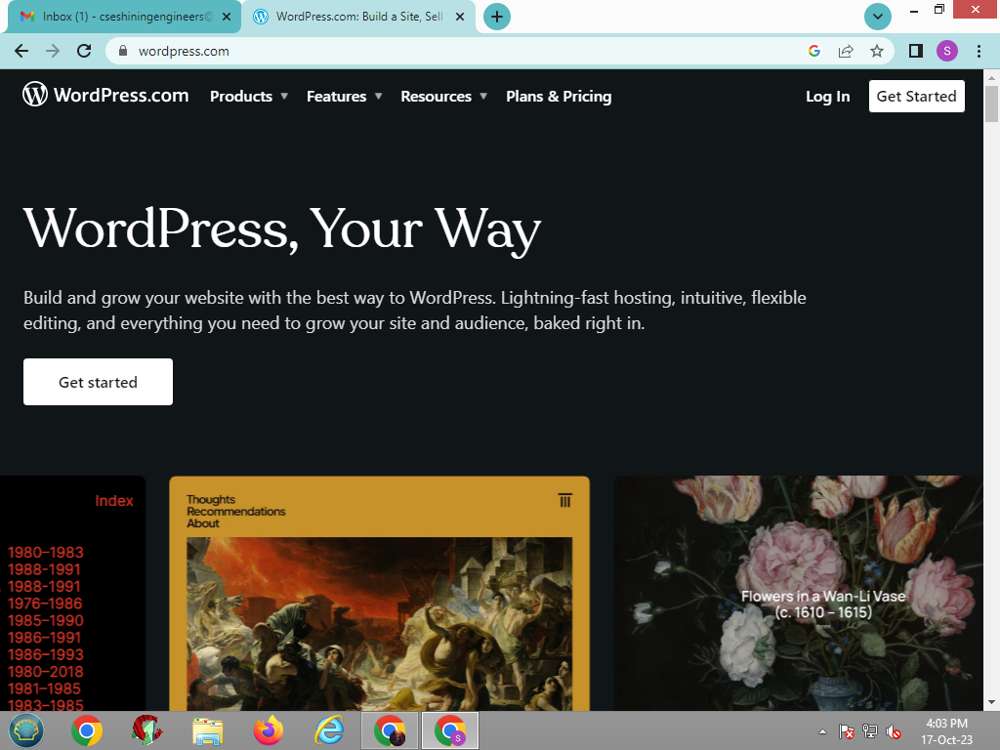 Inbox (1) - cseshiningengineers@
WordPress.com: Build a Site, Sell
wordpress.com
S
WordPress.com
Products
Features
Resources
Plans & Pricing
Log In
Get Started
WordPress, Your Way
Build and grow your website with the best way to WordPress. Lightning-fast hosting, intuitive, flexible
editing, and everything you need to grow your site and audience, baked right in.
Get started
Index
1980–1983
1988-1991
1988-1991
1976–1986
1985–1990
1986–1991
1986–1993
1980–2018
1981–1985
1983–1985
Thoughts
Recommendations
About
Flowers in a Wan-Li Vase
(c. 1610 – 1615)
S
4:03 PM
17-Oct-23